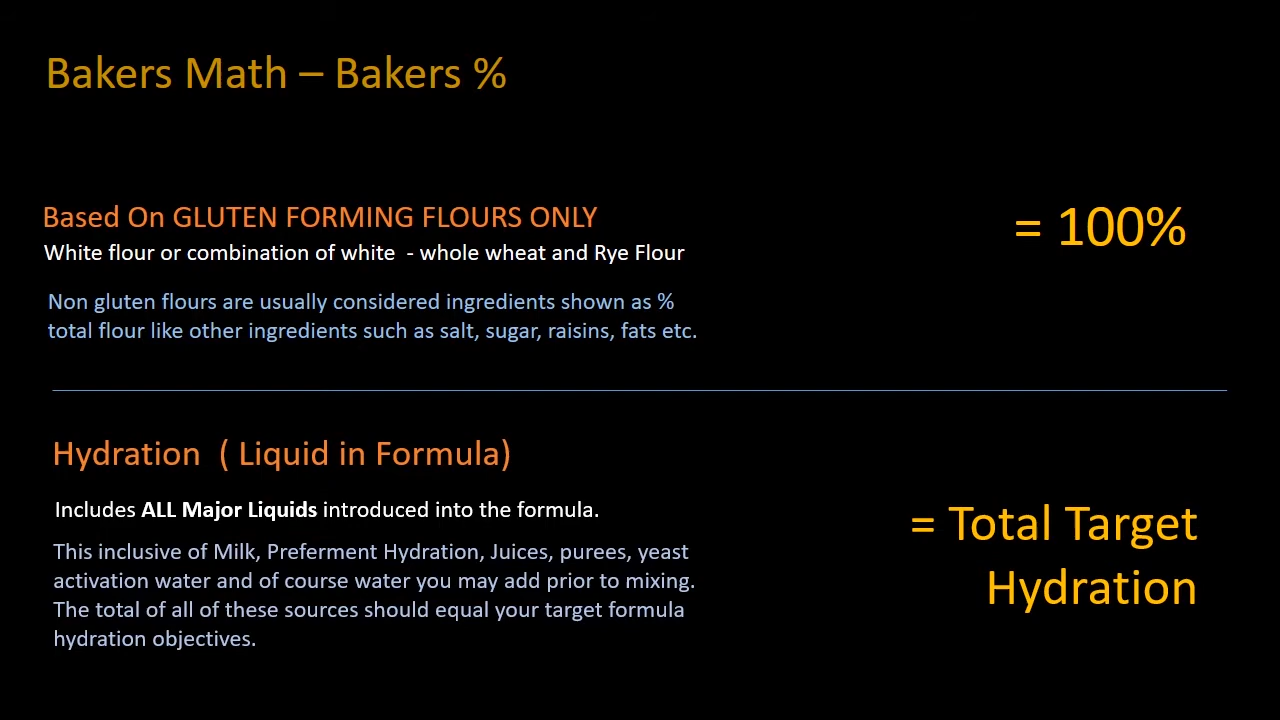 Bakers Math – Bakers %
Based On GLUTEN FORMING FLOURS ONLY
White flour or combination of white  - whole wheat and Rye Flour
= 100%
Non gluten flours are usually considered ingredients shown as %
total flour like other ingredients such as salt, sugar, raisins, fats etc.
Hydration  ( Liquid in Formula)
Includes ALL Major Liquids introduced into the formula.
This inclusive of Milk, Preferment Hydration, Juices, purees, yeast
activation water and of course water you may add prior to mixing.
The total of all of these sources should equal your target formula
hydration objectives.
= Total Target
Hydration